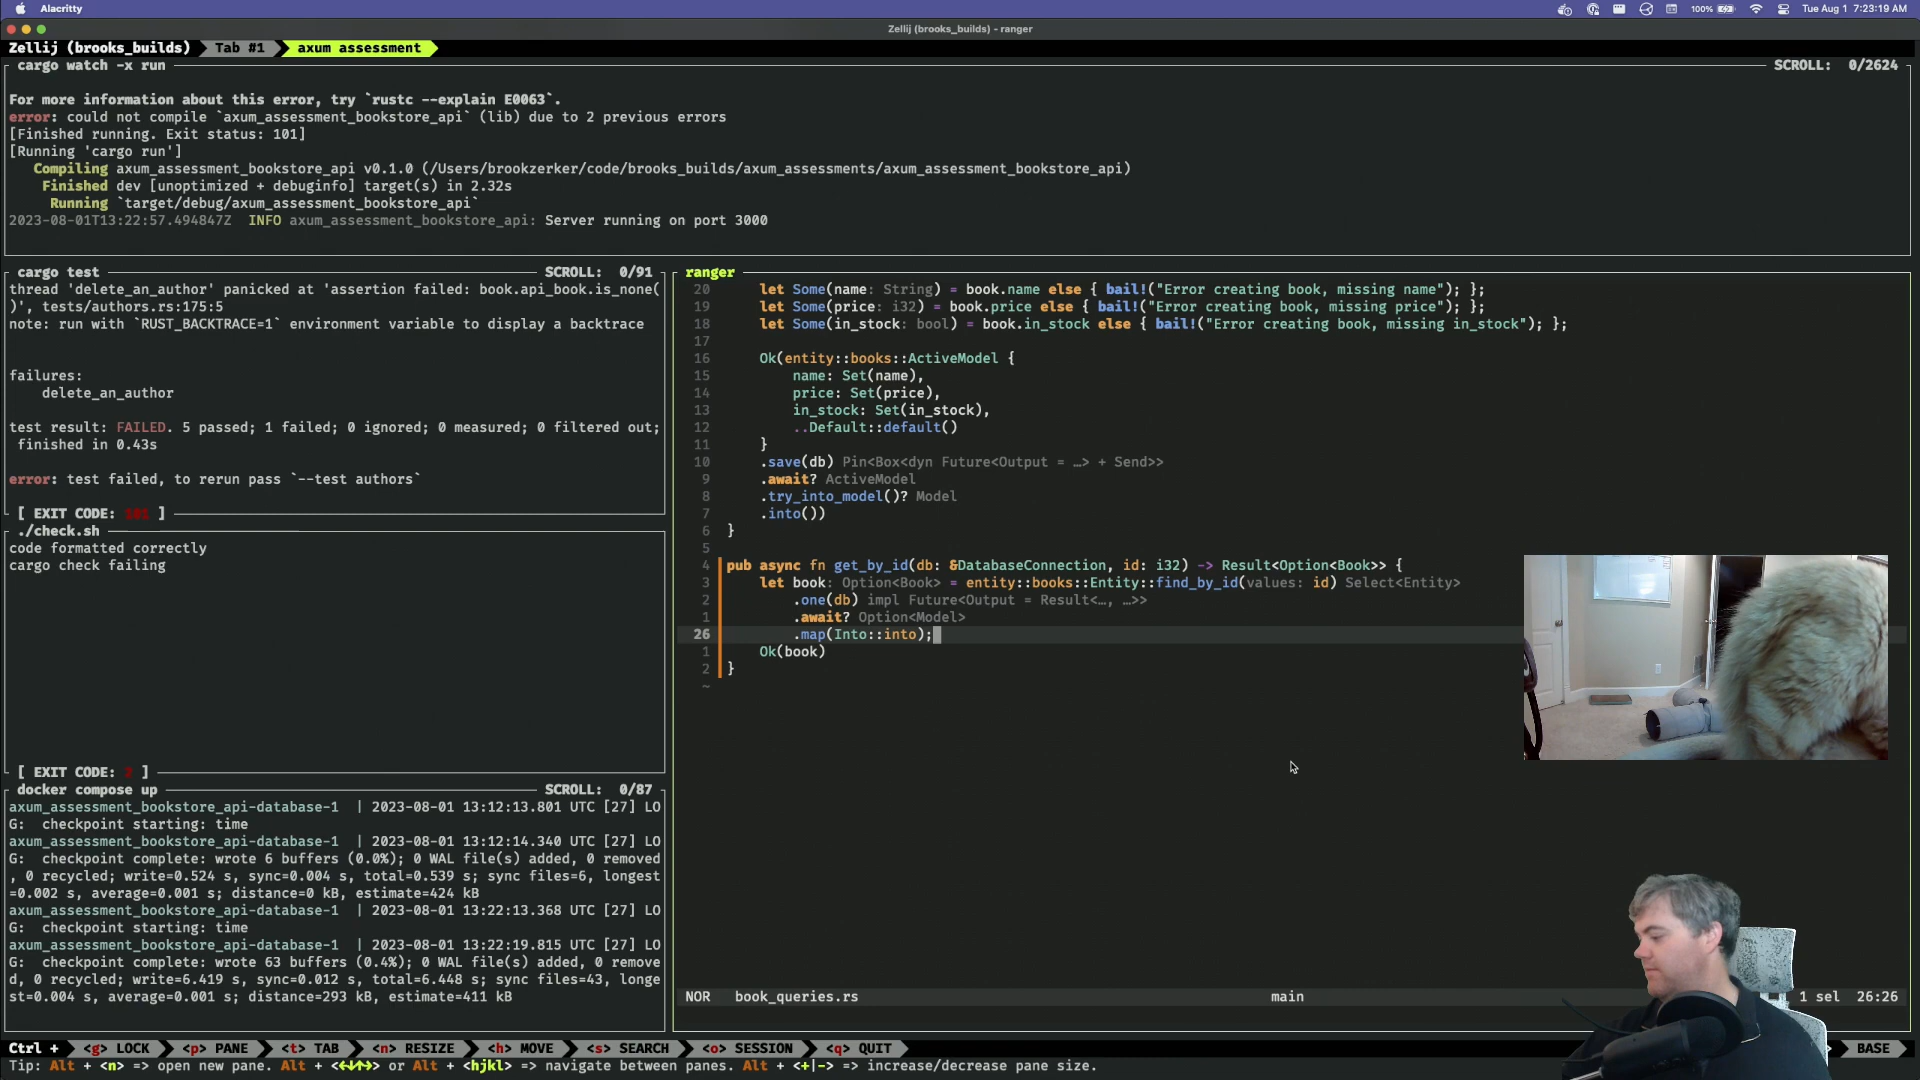 Alacritty
100%
Tue Aug 1 7:23:19 AM
Zellij (brooks_builds) - ranger
Zellij (brooks_builds) Tab #1 axum assessment
cargo watch -x run SCROLL: 0/2624
For more information about this error, try `rustc --explain E0063`.
error: could not compile `axum_assessment_bookstore_api` (lib) due to 2 previous errors
[Finished running. Exit status: 101]
[Running 'cargo run']
Compiling axum_assessment_bookstore_api v0.1.0 (/Users/brookzerker/code/brooks_builds/axum_assessments/axum_assessment_bookstore_api)
Finished dev [unoptimized + debuginfo] target(s) in 2.32s
Running `target/debug/axum_assessment_bookstore_api`
2023-08-01T13:22:57.494847Z INFO axum_assessment_bookstore_api: Server running on port 3000
cargo test SCROLL: 0/91
thread 'delete_an_author' panicked at 'assertion failed: book.api_book.is_none(
)', tests/authors.rs:175:5
note: run with `RUST_BACKTRACE=1` environment variable to display a backtrace
failures:
delete_an_author
test result: FAILED. 5 passed; 1 failed; 0 ignored; 0 measured; 0 filtered out;
finished in 0.43s
error: test failed, to rerun pass `--test authors`
[ EXIT CODE: 101 ]
./check.sh
code formatted correctly
cargo check failing
[ EXIT CODE: 2 ]
docker compose up SCROLL: 0/87
axum_assessment_bookstore_api-database-1 | 2023-08-01 13:12:13.801 UTC [27] LO
G: checkpoint starting: time
axum_assessment_bookstore_api-database-1 | 2023-08-01 13:12:14.340 UTC [27] LO
G: checkpoint complete: wrote 6 buffers (0.0%); 0 WAL file(s) added, 0 removed
, 0 recycled; write=0.524 s, sync=0.004 s, total=0.539 s; sync files=6, longest
=0.002 s, average=0.001 s; distance=0 kB, estimate=424 kB
axum_assessment_bookstore_api-database-1 | 2023-08-01 13:22:13.368 UTC [27] LO
G: checkpoint starting: time
axum_assessment_bookstore_api-database-1 | 2023-08-01 13:22:19.815 UTC [27] LO
G: checkpoint complete: wrote 63 buffers (0.4%); 0 WAL file(s) added, 0 remove
d, 0 recycled; write=6.419 s, sync=0.012 s, total=6.448 s; sync files=43, longe
st=0.004 s, average=0.001 s; distance=293 kB, estimate=411 kB
ranger
20 let Some(name: String) = book.name else { bail!("Error creating book, missing name"); };
19 let Some(price: i32) = book.price else { bail!("Error creating book, missing price"); };
18 let Some(in_stock: bool) = book.in_stock else { bail!("Error creating book, missing in_stock"); };
17
16 Ok(entity::books::ActiveModel {
15 name: Set(name),
14 price: Set(price),
13 in_stock: Set(in_stock),
12 ..Default::default()
11 }
10 .save(db) Pin<Box<dyn Future<Output = …> + Send>>
9 .await? ActiveModel
8 .try_into_model()? Model
7 .into())
6 }
5
4 pub async fn get_by_id(db: &DatabaseConnection, id: i32) -> Result<Option<Book>> {
3 let book: Option<Book> = entity::books::Entity::find_by_id(values: id) Select<Entity>
2 .one(db) impl Future<Output = Result<…, …>>
1 .await? Option<Model>
26 .map(Into::into);
1 Ok(book)
2 }
~
NOR book_queries.rs main 1 sel 26:26
Ctrl + <g> LOCK <p> PANE <t> TAB <n> RESIZE <h> MOVE <s> SEARCH <o> SESSION <q> QUIT BASE
Tip: Alt + <n> => open new pane. Alt + <←↓↑→> or Alt + <hjkl> => navigate between panes. Alt + <+|-> => increase/decrease pane size.